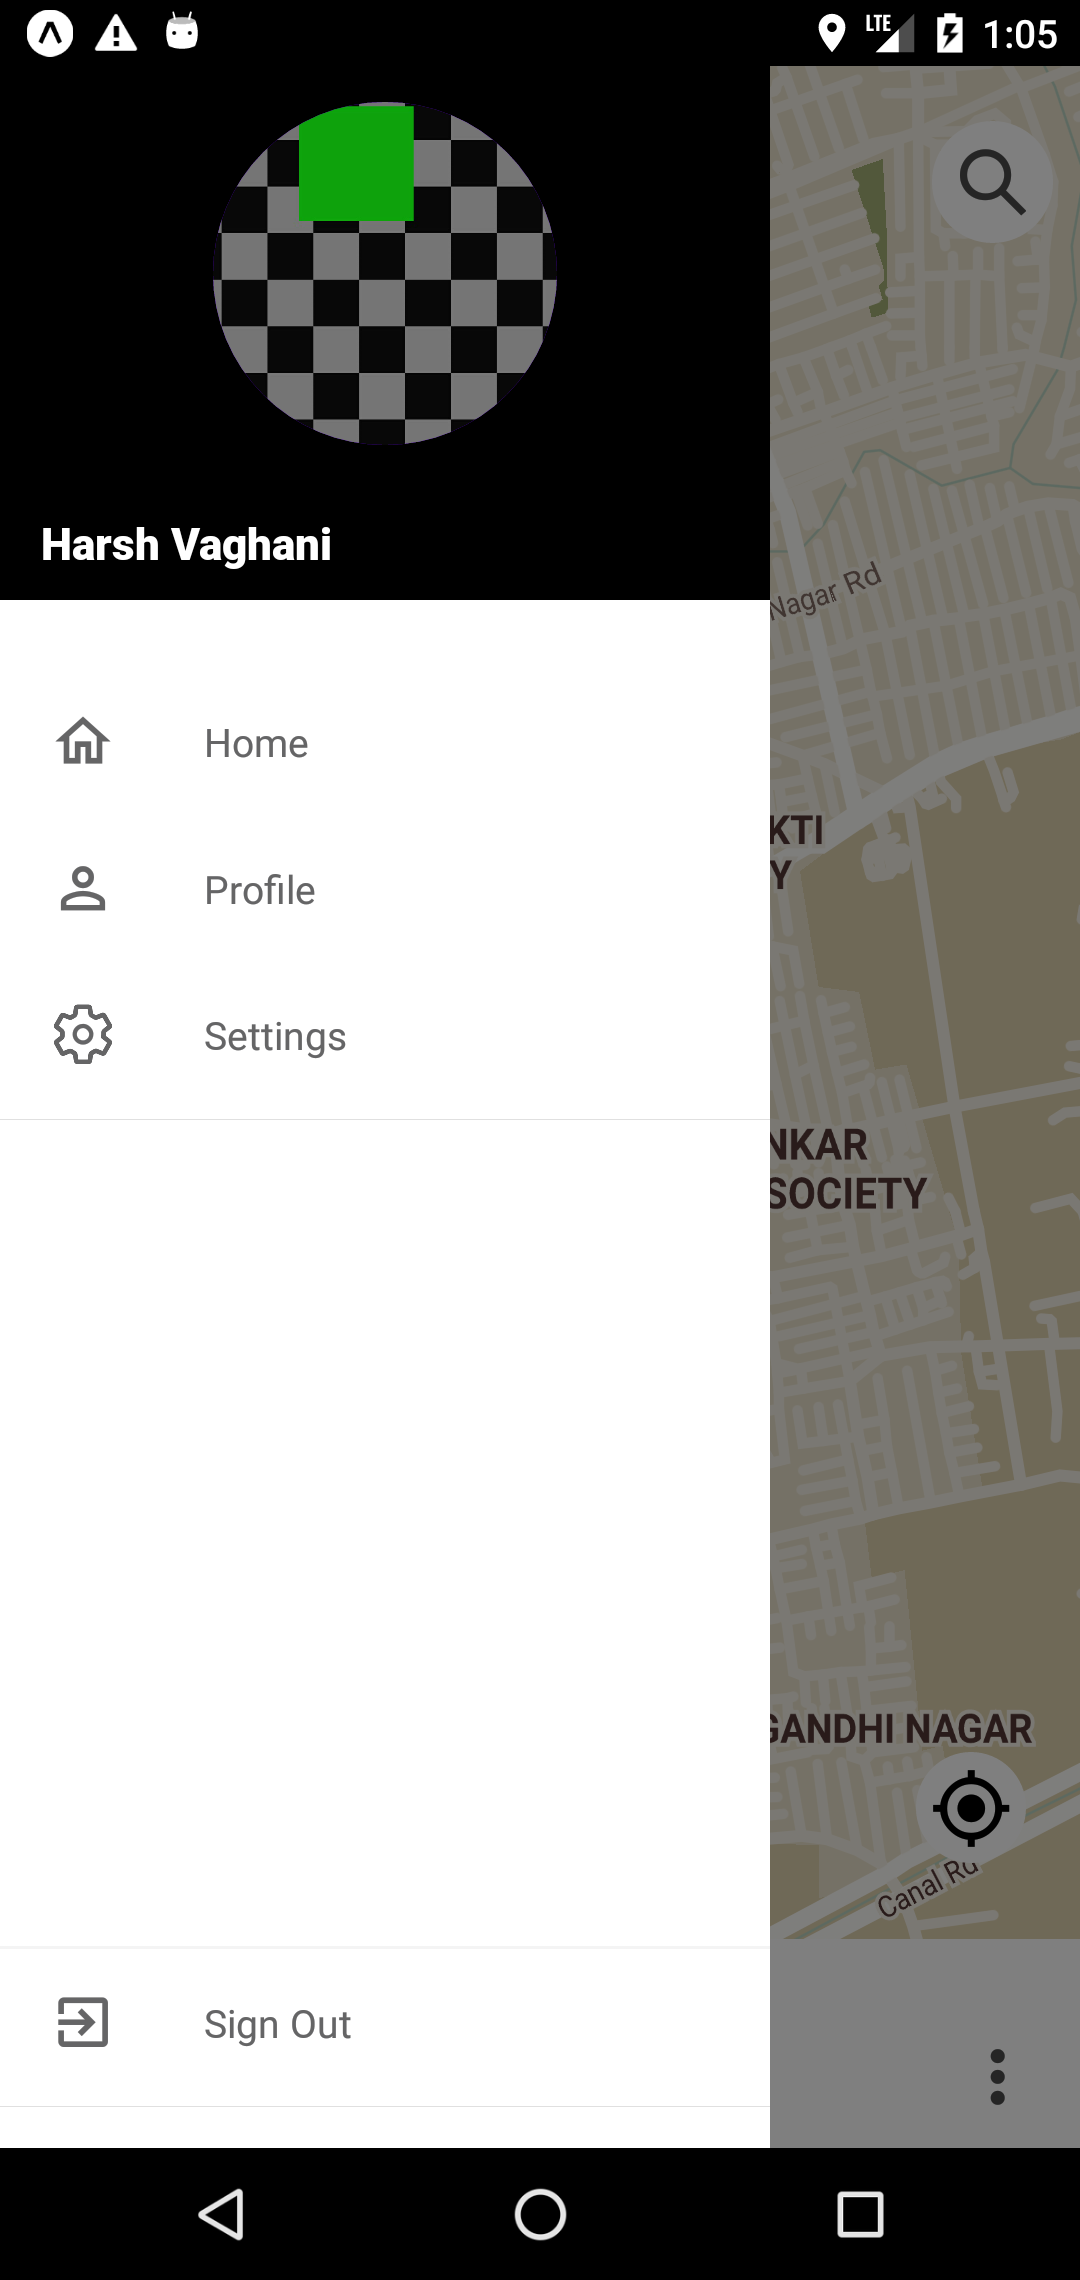 LTE 1:05
Harsh Vaghani
Nagar Rd
Home
KTI
Y
Profile
Settings
NKAR
SOCIETY
GANDHI NAGAR
Canal Rd
Sign Out